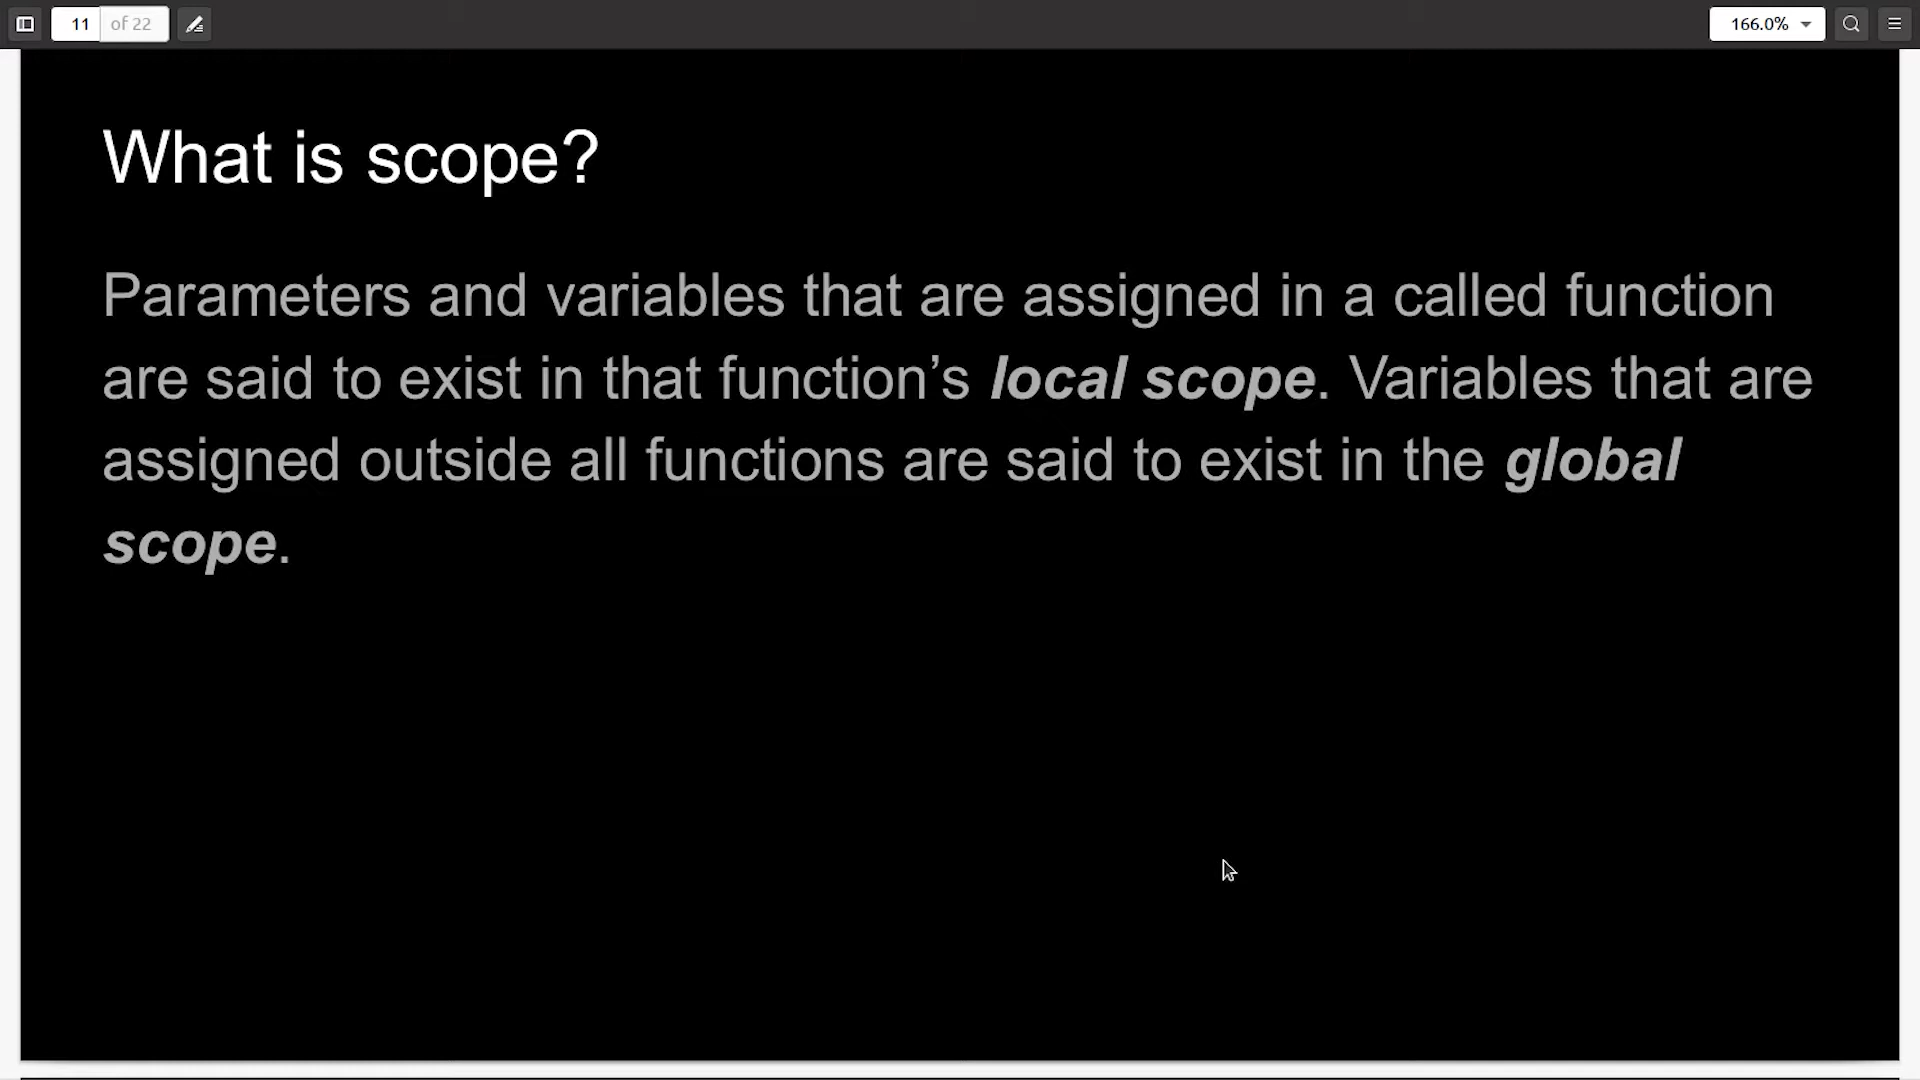 11 of 22
166.0%
What is scope?
Parameters and variables that are assigned in a called function
are said to exist in that function’s local scope. Variables that are
assigned outside all functions are said to exist in the global
scope.